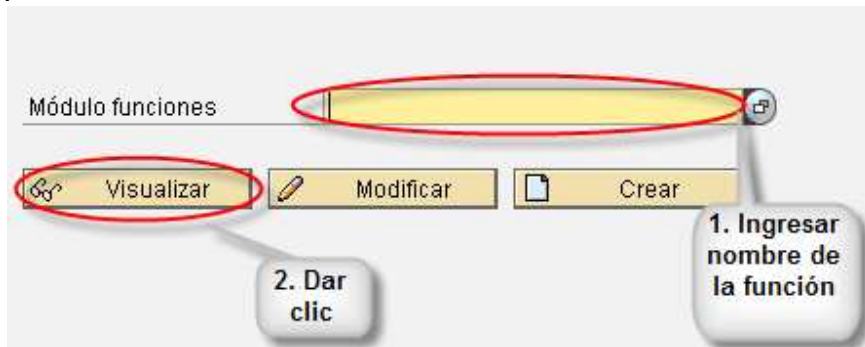 Módulo funciones
Visualizar
Modificar
Crear
1. Ingresar
nombre de
la función
2. Dar
clic